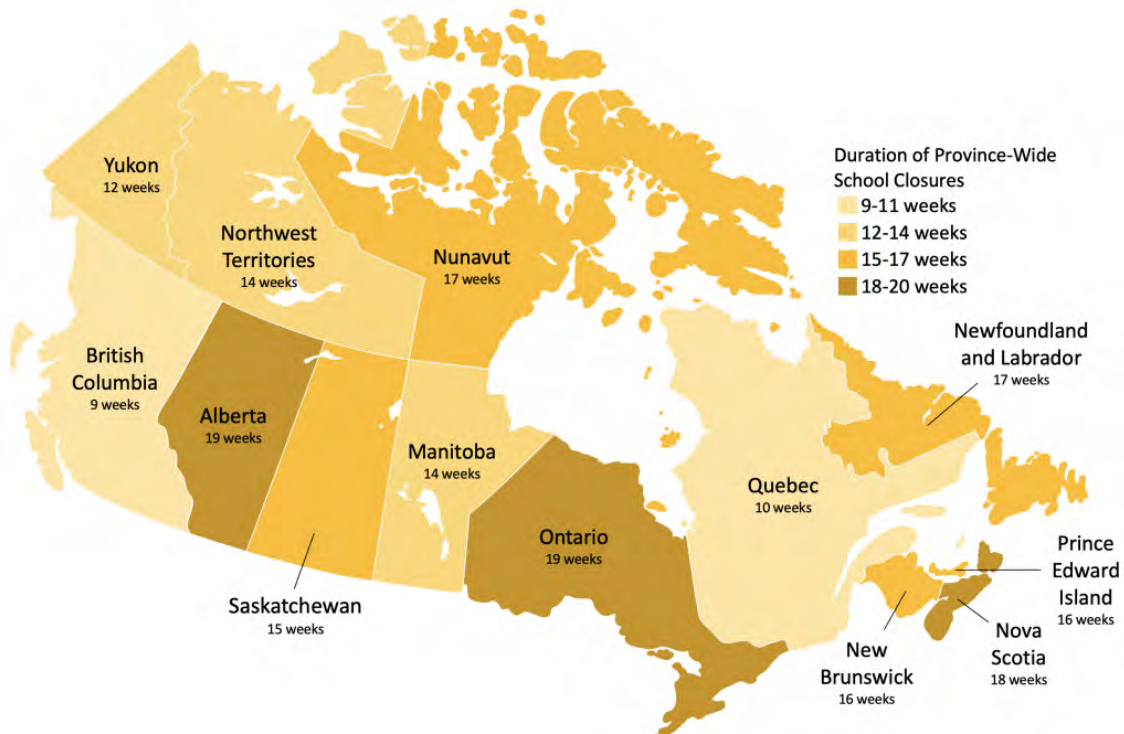 Yukon
12 weeks
Northwest
Territories
14 weeks
Nunavut
17 weeks
Duration of Province-Wide
School Closures
9-11 weeks
12-14 weeks
15-17 weeks
18-20 weeks
British
Columbia
9 weeks
Alberta
19 weeks
Saskatchewan
15 weeks
Manitoba
14 weeks
Ontario
19 weeks
Quebec
10 weeks
Newfoundland
and Labrador
17 weeks
Prince
Edward
Island
16 weeks
New
Brunswick
16 weeks
Nova
Scotia
18 weeks